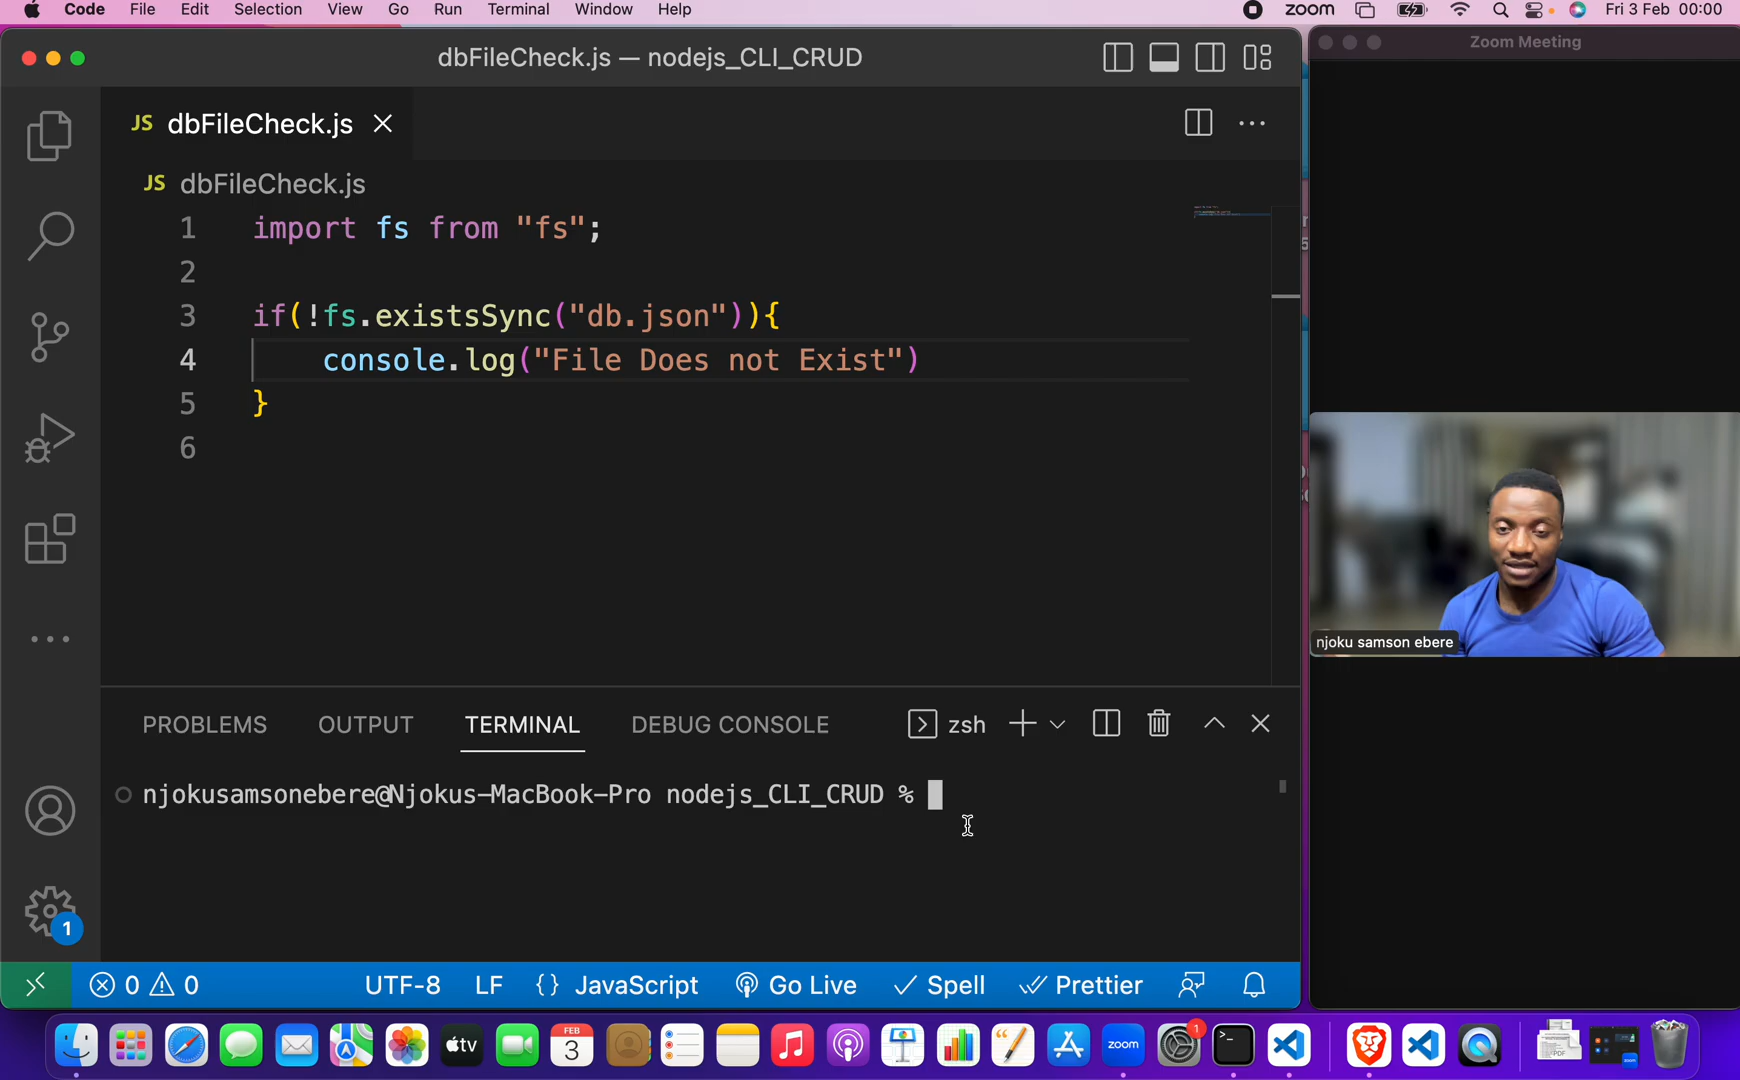 Code File Edit Selection View Go Run Terminal Window Help zoom Fri 3 Feb 00:00
dbFileCheck.js — nodejs_CLI_CRUD
Zoom Meeting
JS dbFileCheck.js
JS dbFileCheck.js
1 import fs from "fs";
2
3 if(!fs.existsSync("db.json")){
4 console.log("File Does not Exist")
5 }
6
njoku samson ebere
PROBLEMS OUTPUT TERMINAL DEBUG CONSOLE zsh
njokusamsonebere@Njokus-MacBook-Pro nodejs_CLI_CRUD %
1
0 0 UTF-8 LF {} JavaScript Go Live Spell Prettier
FEB
3
tv
zoom
1
PDF
zoom